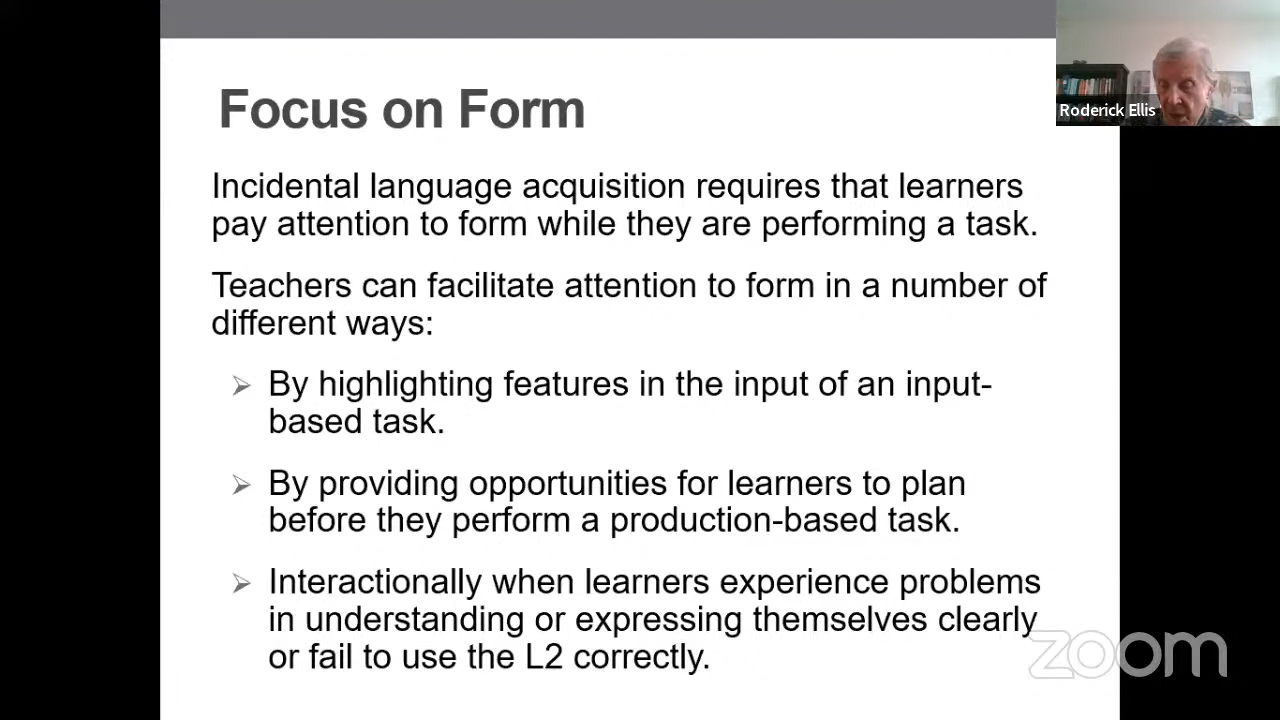 Focus on Form
Roderick Ellis
Incidental language acquisition requires that learners
pay attention to form while they are performing a task.
Teachers can facilitate attention to form in a number of
different ways:
By highlighting features in the input of an input-
based task.
By providing opportunities for learners to plan
before they perform a production-based task.
Interactionally when learners experience problems
in understanding or expressing themselves clearly
or fail to use the L2 correctly.
zoom